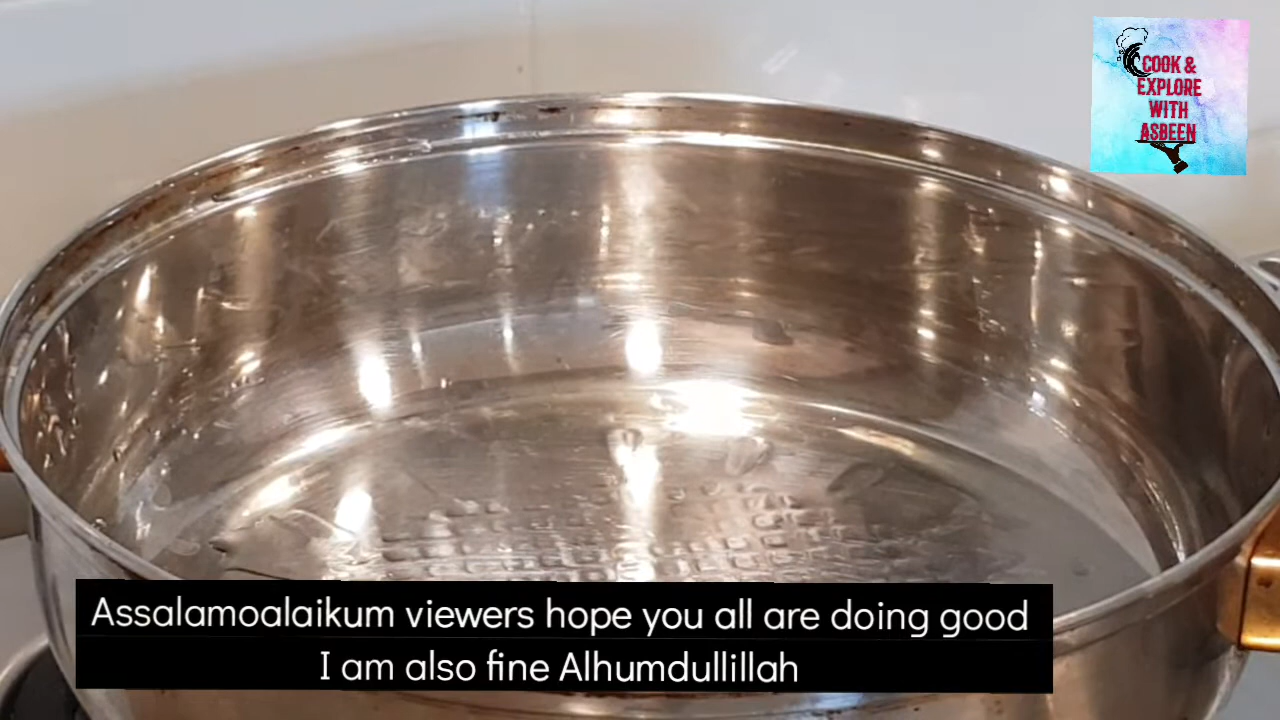 COOK &
EXPLORE
WITH
ASBEEN
Assalamoalaikum viewers hope you all are doing good
I am also fine Alhumdullillah